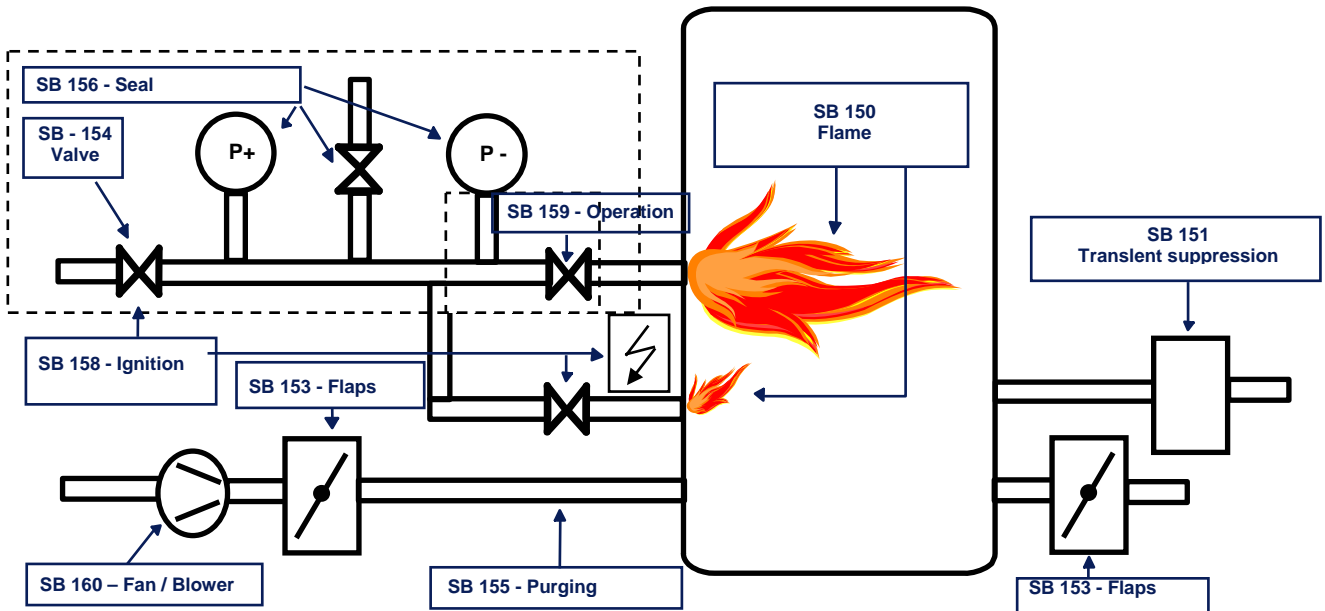 SB 156 - Seal
SB - 154
Valve
P+
P -
SB 150
Flame
SB 159 - Operation
SB 151
Translent suppression
SB 158 - Ignition
SB 153 - Flaps
SB 160 – Fan / Blower
SB 155 - Purging
SB 153 - Flaps